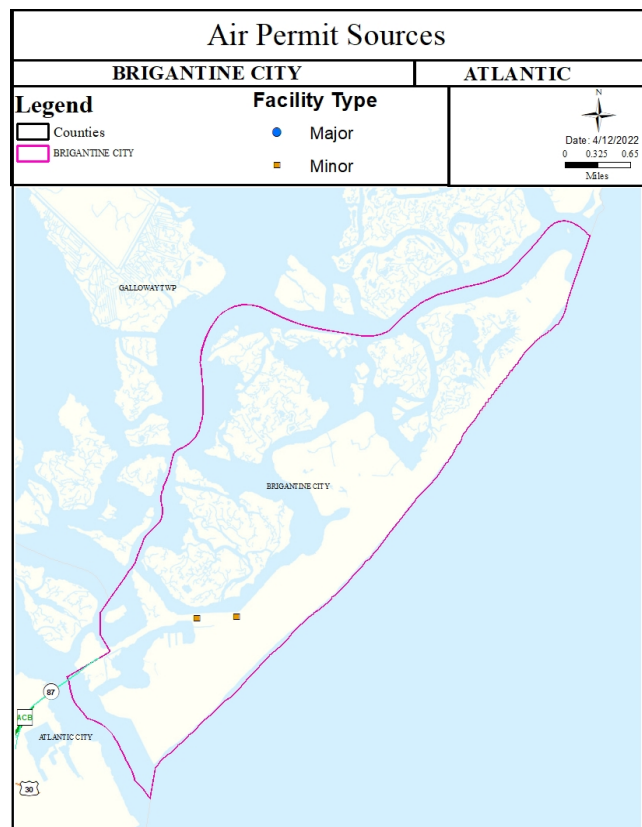 Air Permit Sources
BRIGANTINE CITY
ATLANTIC
Legend
Counties
BRIGANTINE CITY
Facility Type
Major
Minor
N
Date: 4/12/2022
0 0.325 0.65
Miles
GALLOWAY TWP
BRIGANTINE CITY
87
ACB
ATLANTIC CITY
30